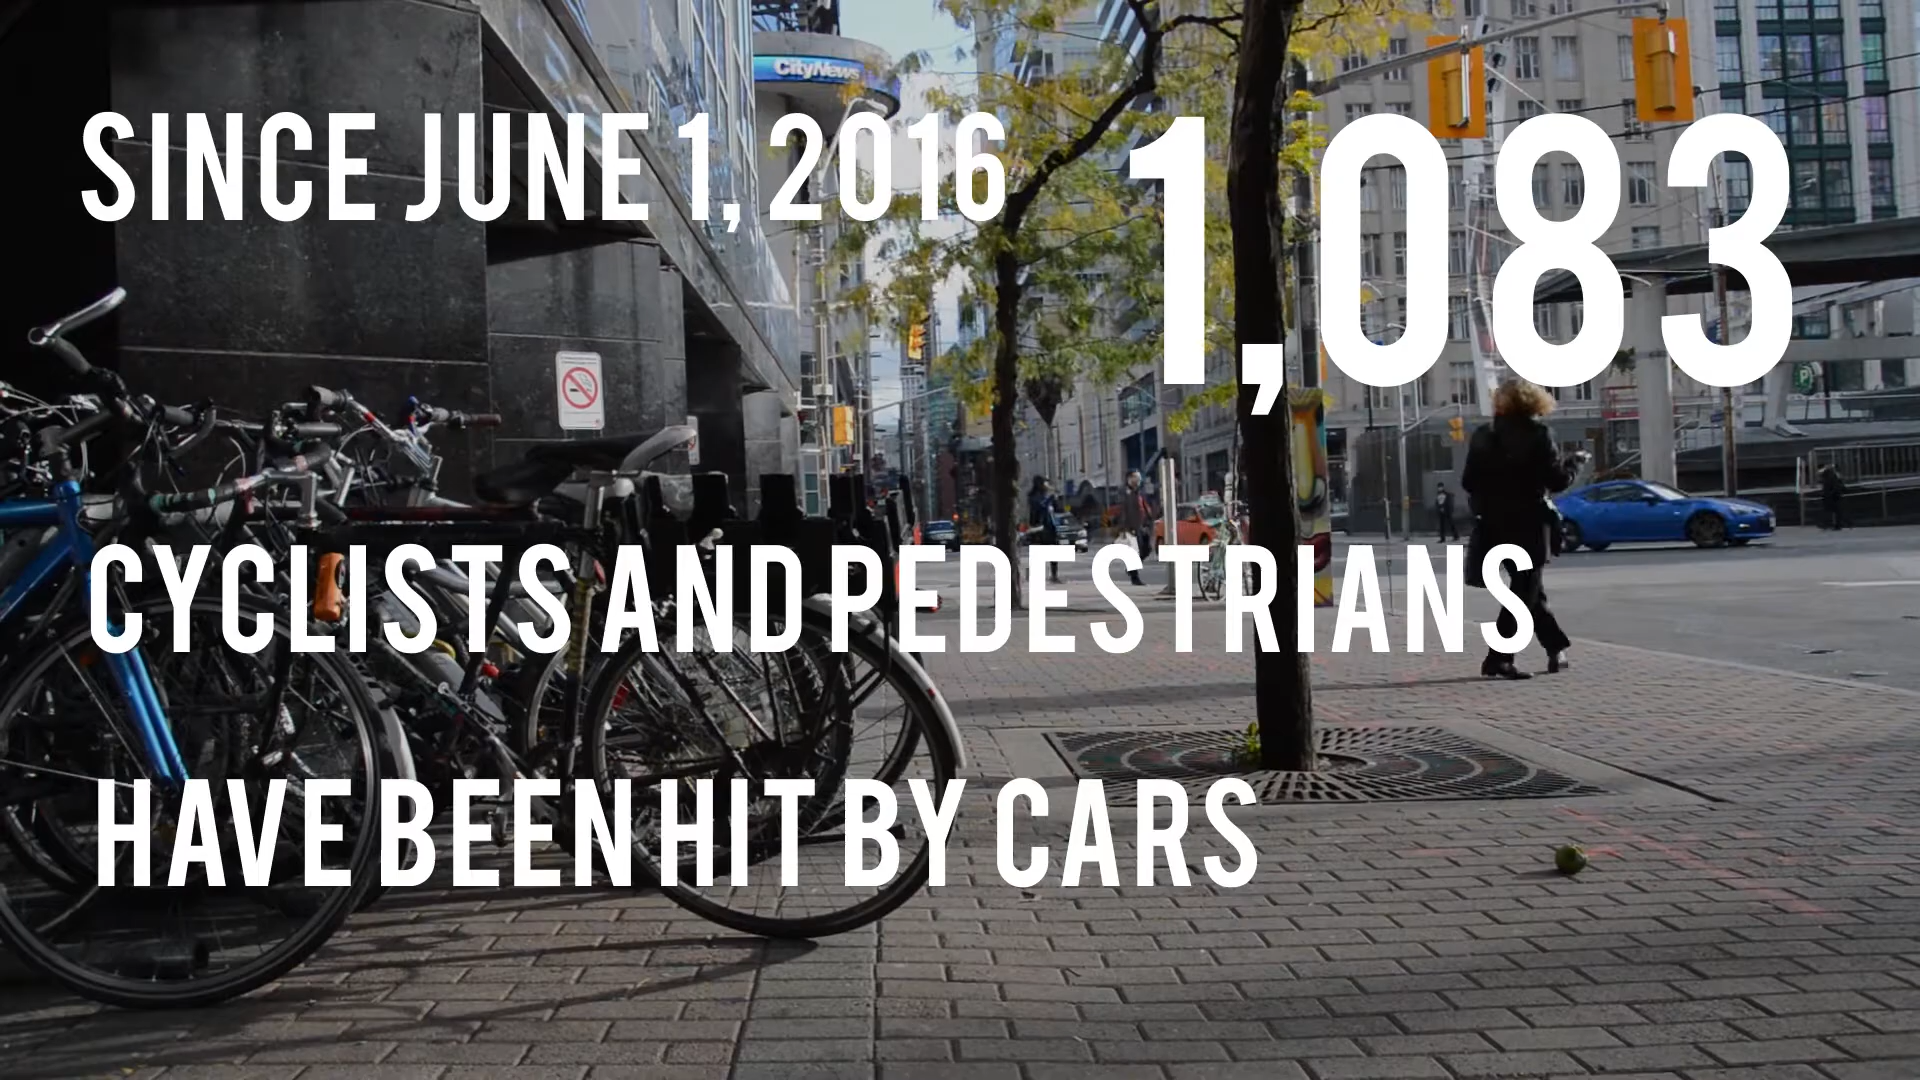 CityNews
SINCE JUNE 1, 2016 1,083
CYCLISTS AND PEDESTRIANS
HAVE BEEN HIT BY CARS